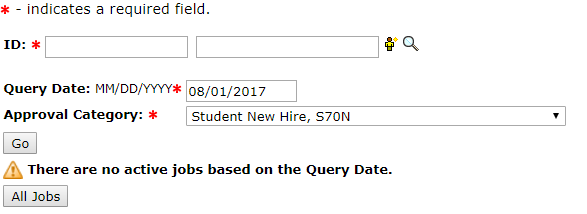 * - indicates a required field.
ID: *
Query Date: MM/DD/YYYY* 08/01/2017
Approval Category: * Student New Hire, S70N
Go
There are no active jobs based on the Query Date.
All Jobs